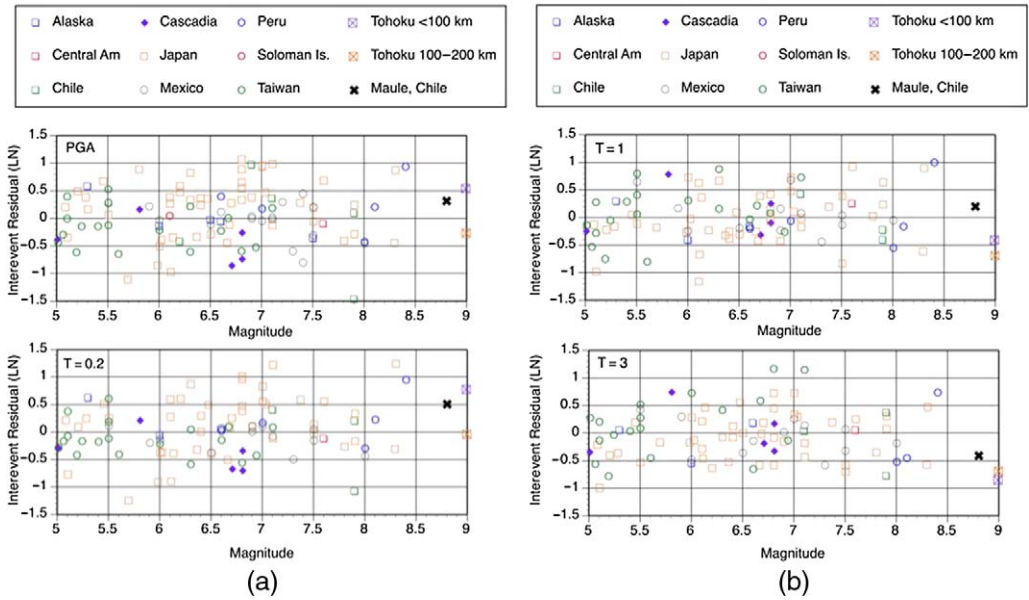 Alaska Cascadia Peru Tohoku <100 km
Central Am Japan Soloman Is. Tohoku 100–200 km
Chile Mexico Taiwan Maule, Chile
PGA
Interevent Residual (LN)
1.5
1
0.5
0
−0.5
−1
−1.5
5 5.5 6 6.5 7 7.5 8 8.5 9
Magnitude
T = 0.2
Interevent Residual (LN)
1.5
1
0.5
0
−0.5
−1
−1.5
5 5.5 6 6.5 7 7.5 8 8.5 9
Magnitude
(a)
Alaska Cascadia Peru Tohoku <100 km
Central Am Japan Soloman Is. Tohoku 100–200 km
Chile Mexico Taiwan Maule, Chile
T = 1
Interevent Residual (LN)
1.5
1
0.5
0
−0.5
−1
−1.5
5 5.5 6 6.5 7 7.5 8 8.5 9
Magnitude
T = 3
Interevent Residual (LN)
1.5
1
0.5
0
−0.5
−1
−1.5
5 5.5 6 6.5 7 7.5 8 8.5 9
Magnitude
(b)